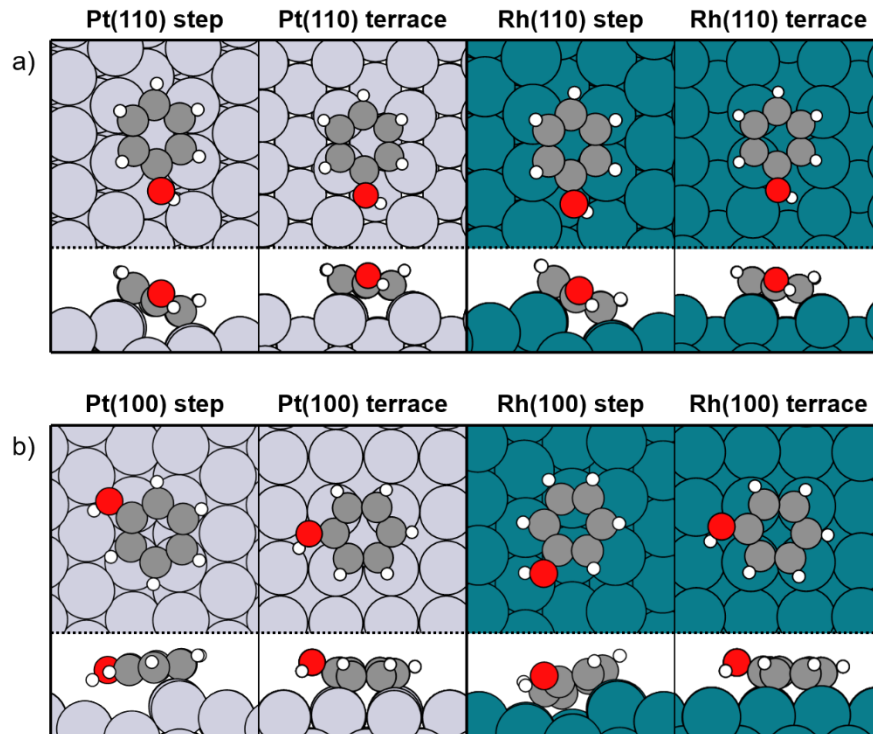 Pt(110) step Pt(110) terrace Rh(110) step Rh(110) terrace
a)
Pt(100) step Pt(100) terrace Rh(100) step Rh(100) terrace
b)